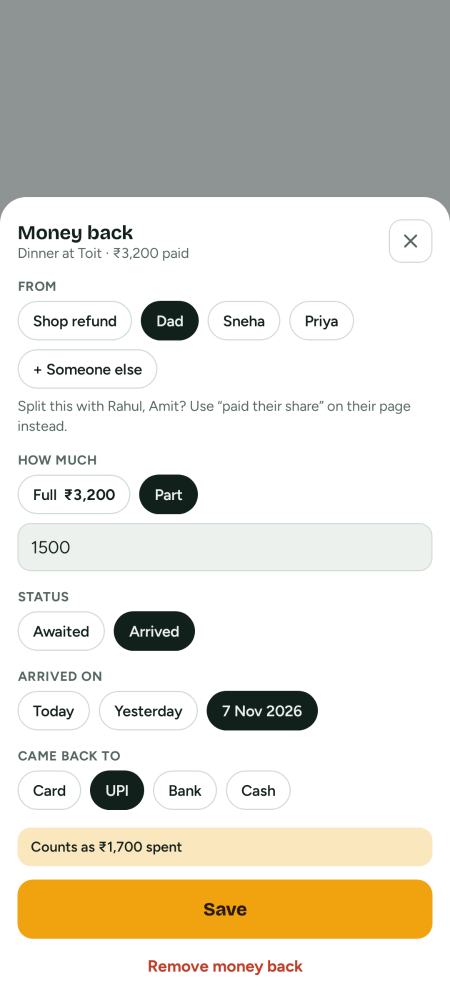 Money back
Dinner at Toit · ₹3,200 paid
FROM
Shop refund Dad Sneha Priya
+ Someone else
Split this with Rahul, Amit? Use “paid their share” on their page
instead.
HOW MUCH
Full ₹3,200 Part
1500
STATUS
Awaited Arrived
ARRIVED ON
Today Yesterday 7 Nov 2026
CAME BACK TO
Card UPI Bank Cash
Counts as ₹1,700 spent
Save
Remove money back